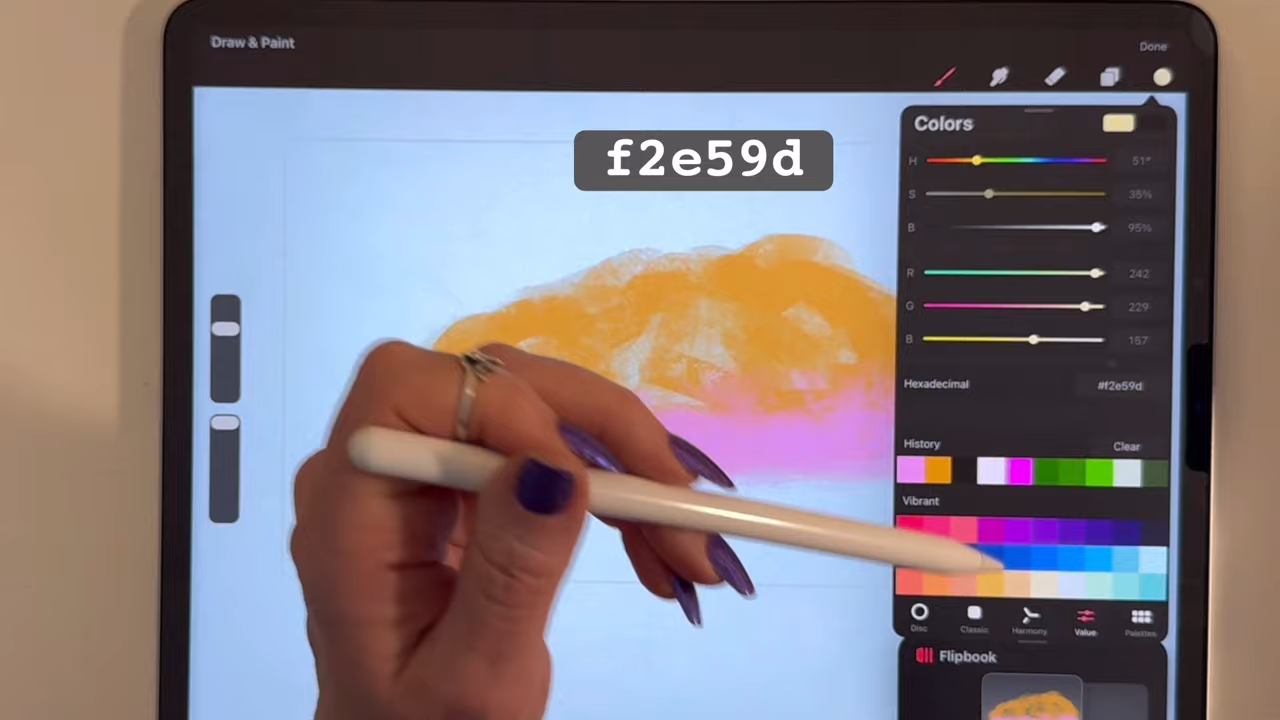 Draw & Paint
Done
f2e59d
Colors
H 51°
S 35%
B 95%
R 242
G 229
B 157
Hexadecimal #f2e59d
History Clear
Vibrant
Disc Classic Harmony Value Palettes
Flipbook